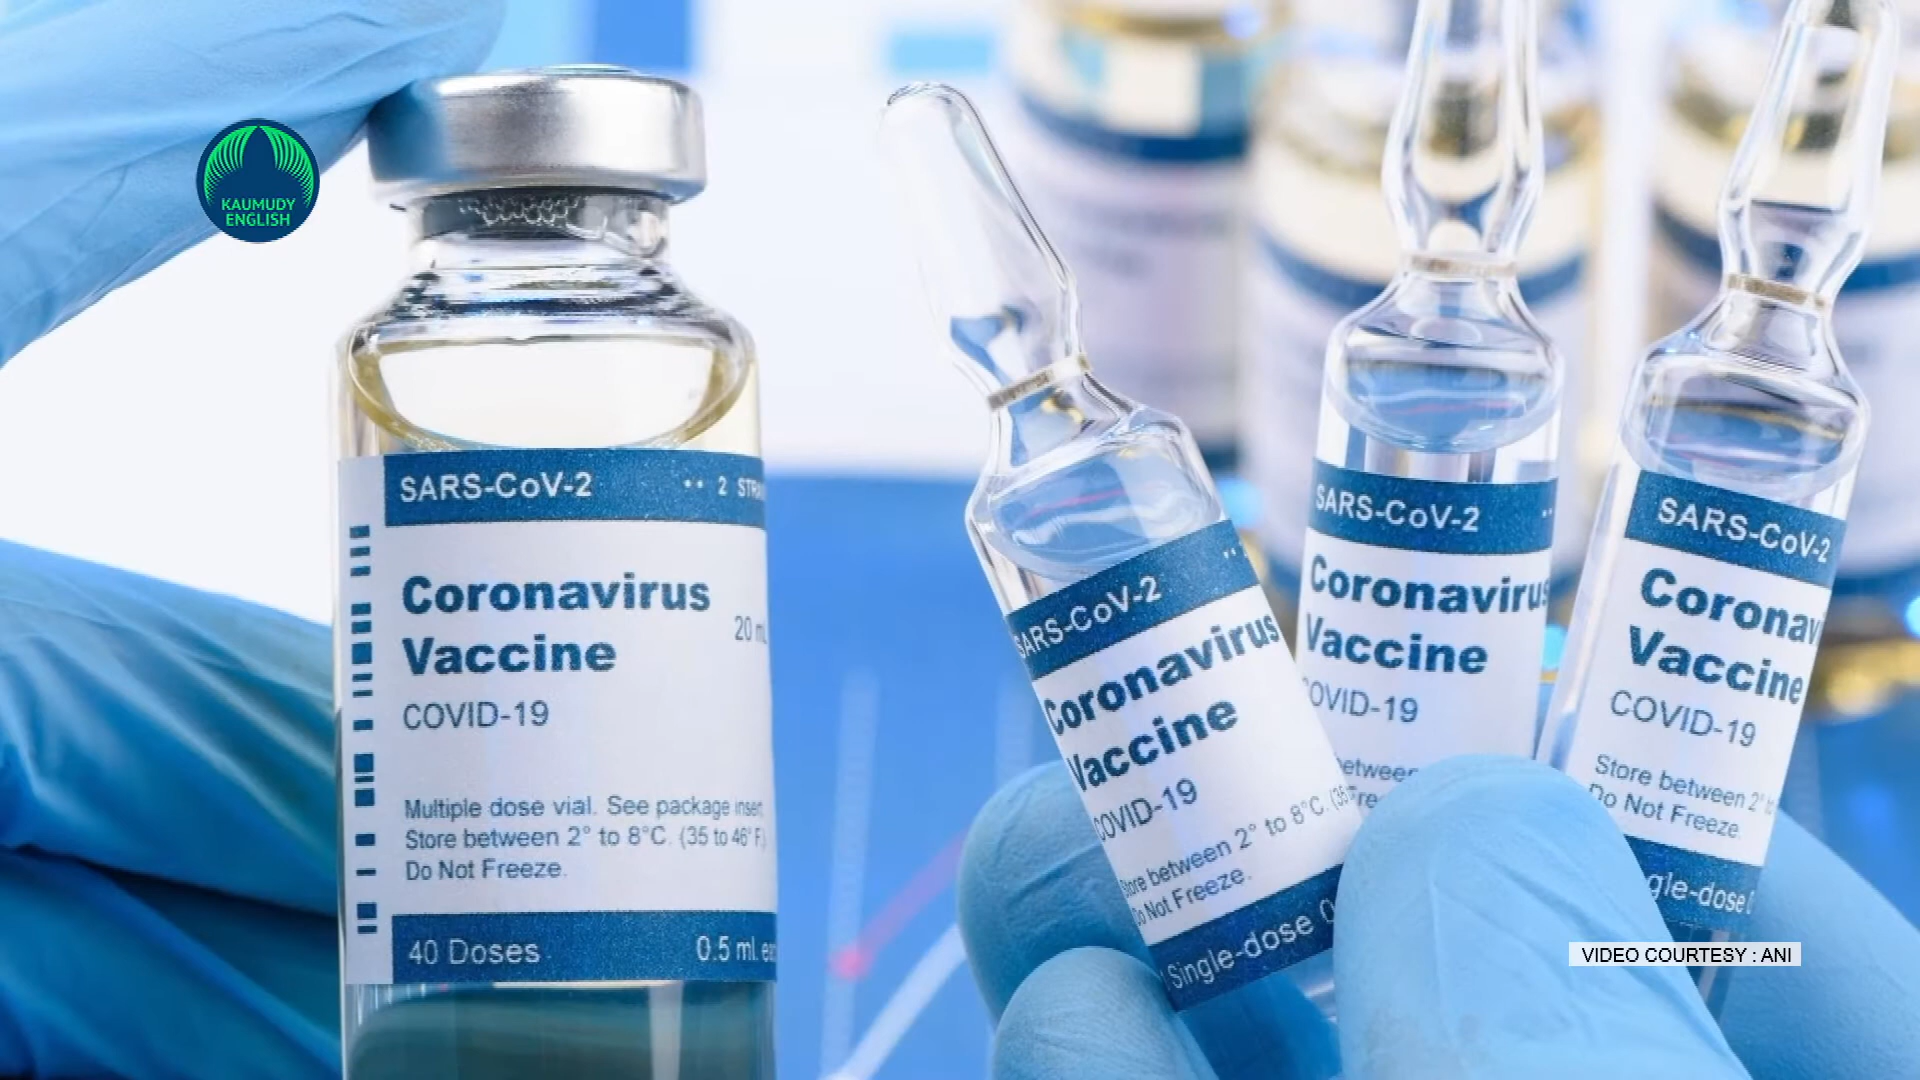 KAUMUDY
ENGLISH
SARS-CoV-2
2
Coronavirus
Vaccine
20
COVID-19
Multiple dose vial. See package insert,
Store between 2° to 8°C. (35 to 46°F)
Do Not Freeze.
40 Doses
0.5 ml.
SARS-CoV-2
Coronavirus
Vaccine
COVID-19
Store between 2° to 8°C.
Do Not Freeze.
Single-dose
SARS-CoV-2
Coronavirus
Vaccine
COVID-19
SARS-CoV-2
Vaccine
COVID-19
Store between 2°
Do Not Freeze.
VIDEO COURTESY : ANI